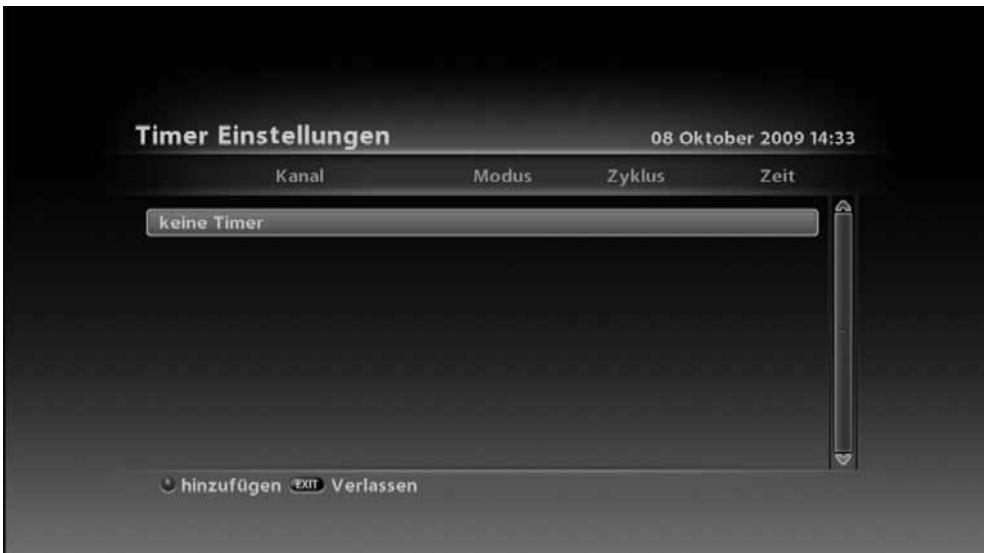 Timer Einstellungen 08 Oktober 2009 14:33
Kanal Modus Zyklus Zeit
keine Timer
hinzufügen EXIT Verlassen